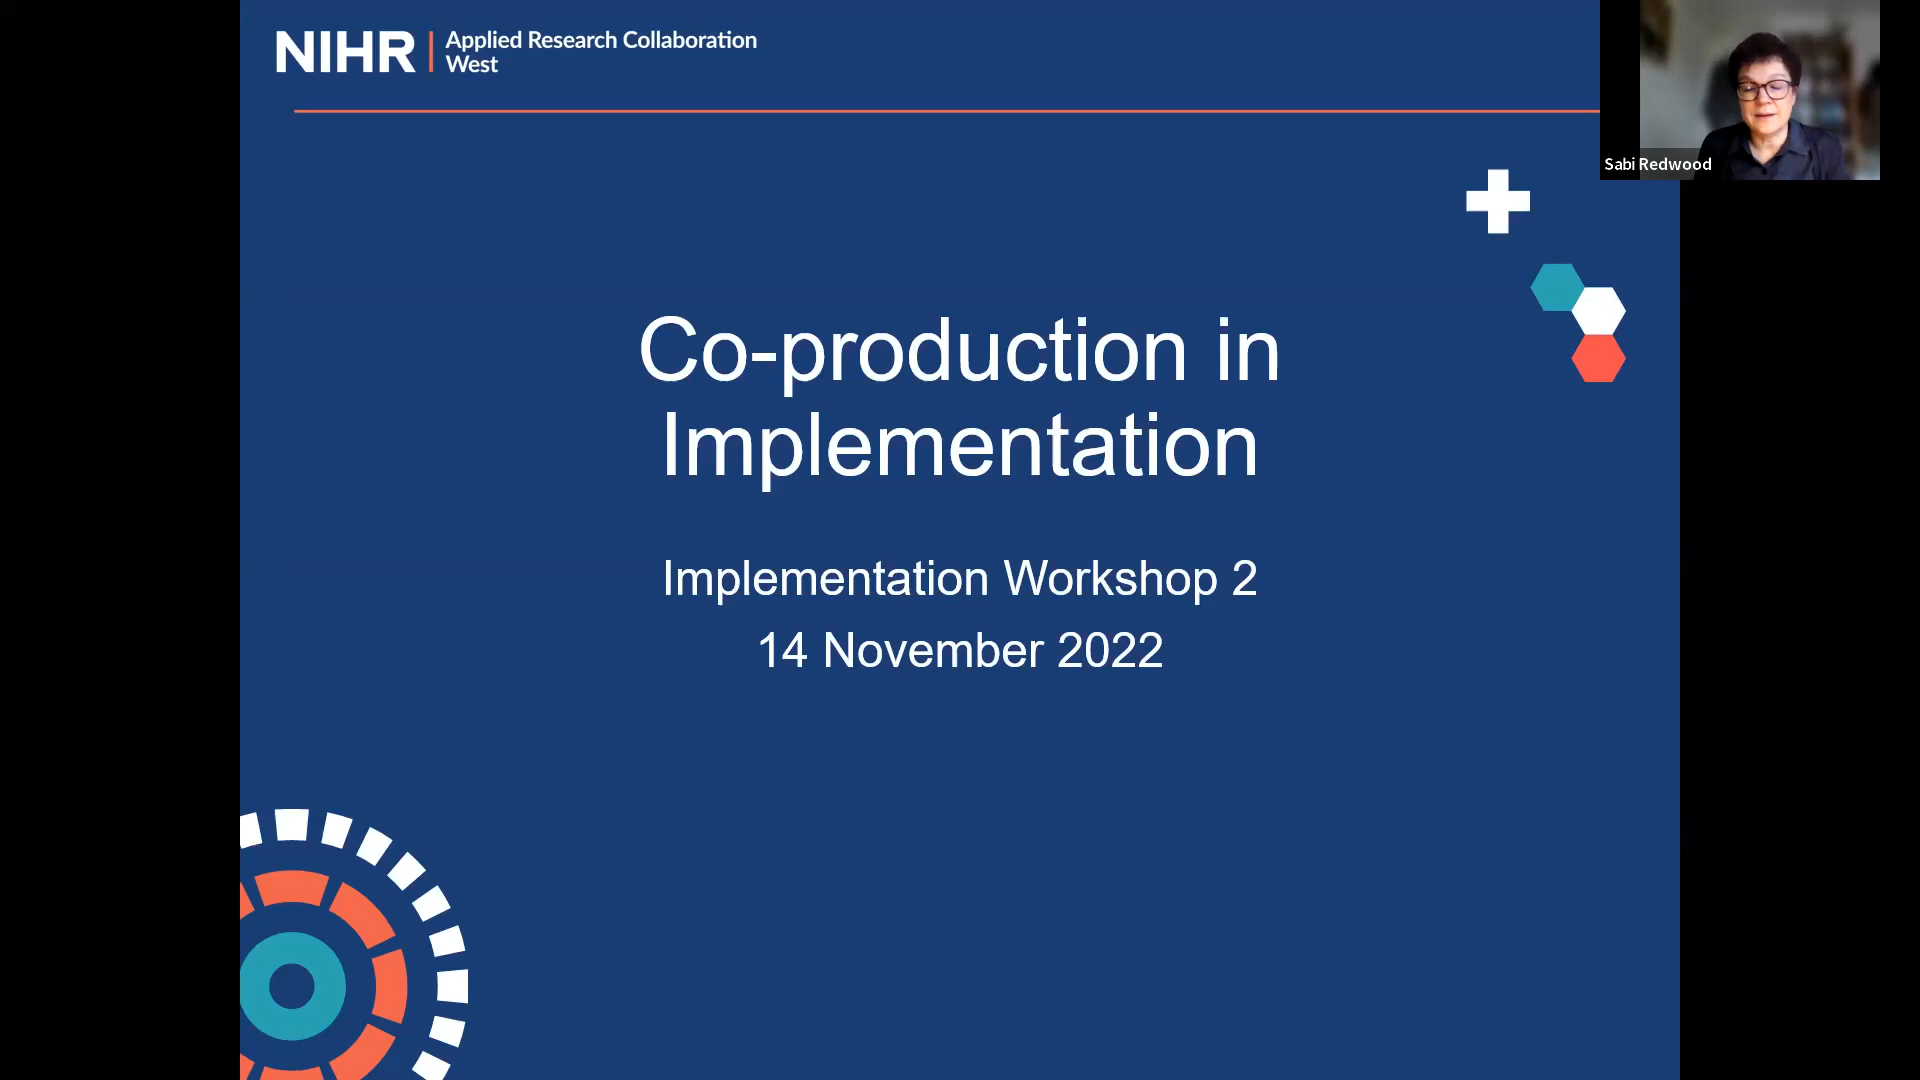 NIHR
Applied Research Collaboration
West
Sabi Redwood
Co-production in
Implementation
Implementation Workshop 2
14 November 2022